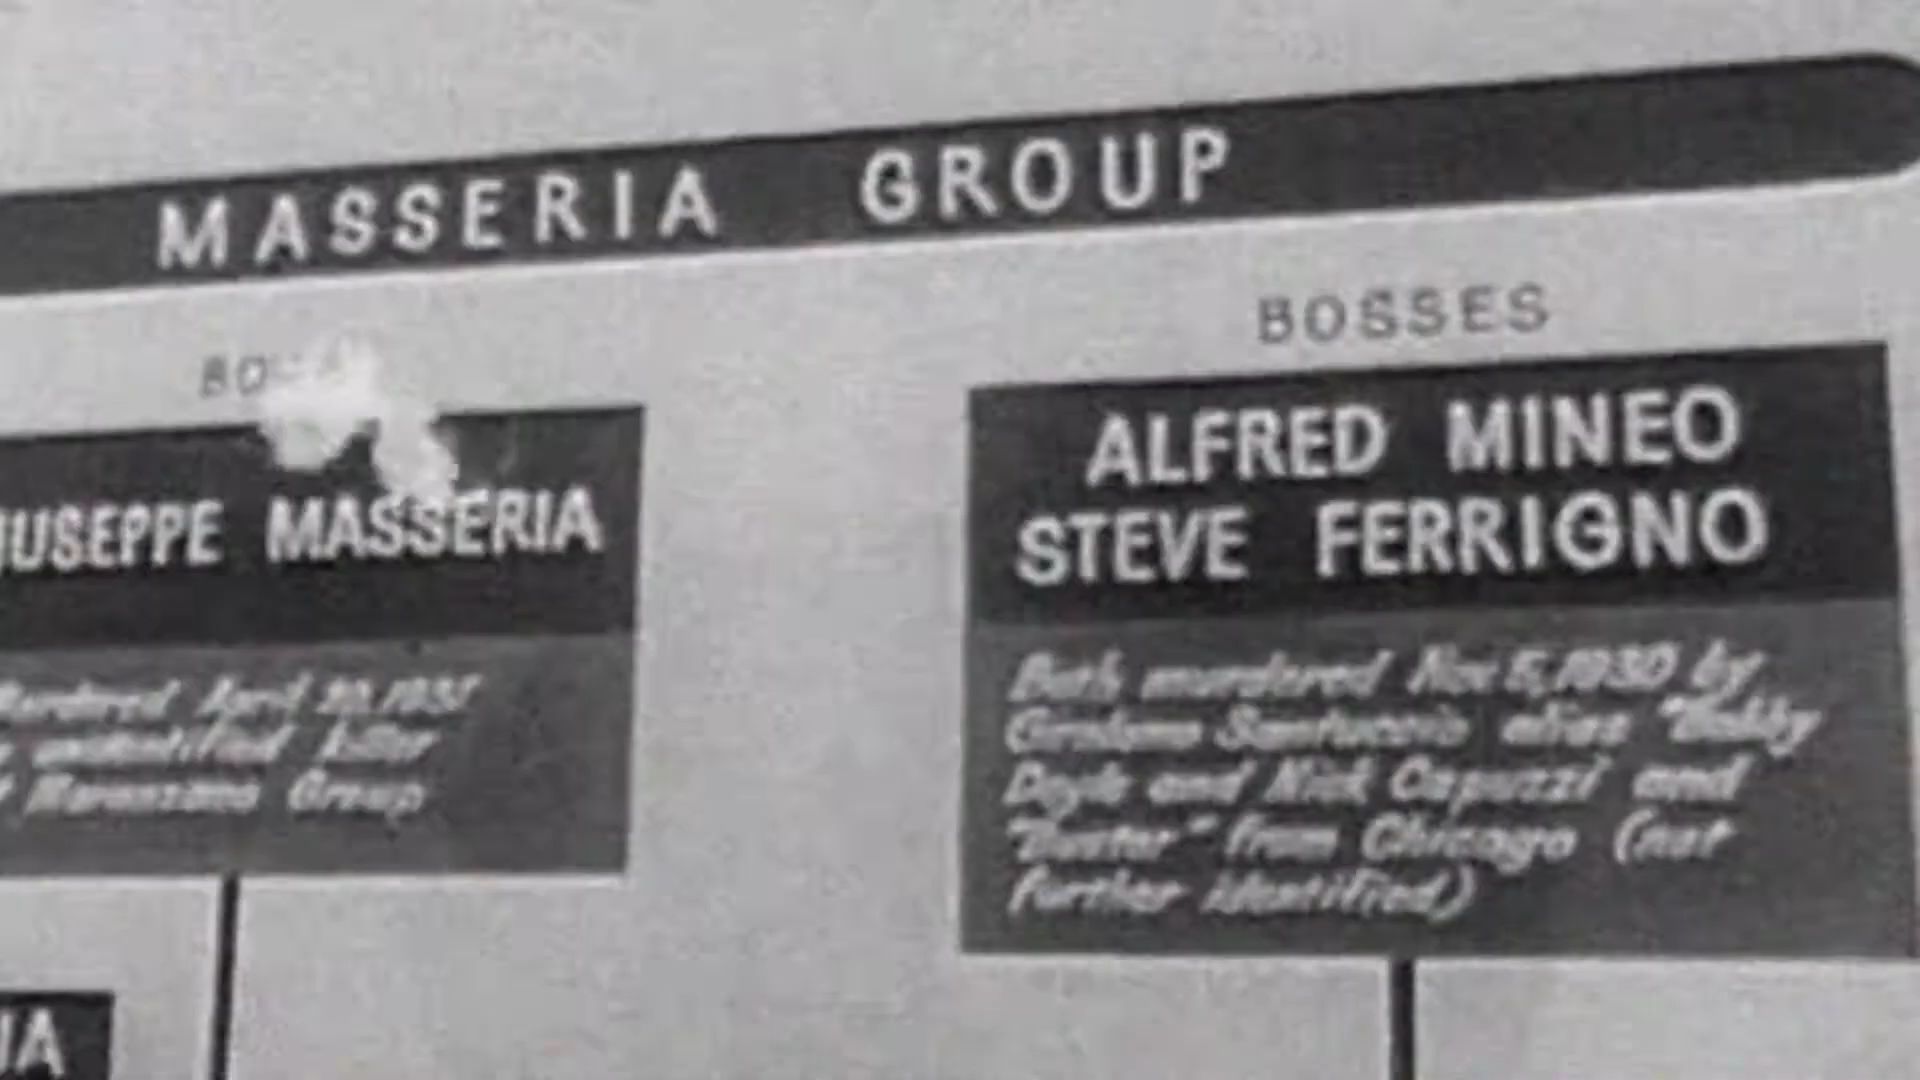 MASSERIA GROUP
BO
IUSEPPE MASSERIA
Murdered April 20, 1931
unidentified killer
Maranzano Group
BOSSES
ALFRED MINEO
STEVE FERRIGNO
Both murdered Nov 5, 1930 by
Girolamo Santuccio alias "Bobby
Doyle and Nick Capuzzi and
"Buster" from Chicago (not
further identified)
IA